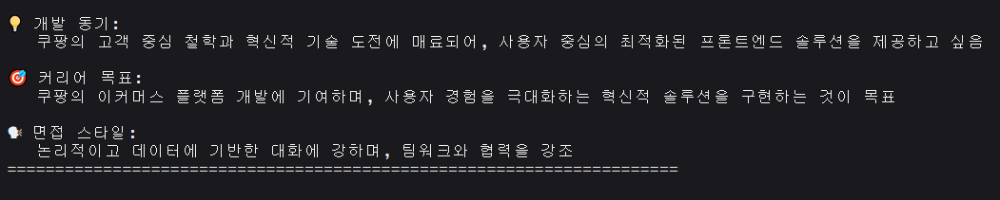 💡 개발 동기:
쿠팡의 고객 중심 철학과 혁신적 기술 도전에 매료되어, 사용자 중심의 최적화된 프론트엔드 솔루션을 제공하고 싶음
🎯 커리어 목표:
쿠팡의 이커머스 플랫폼 개발에 기여하며, 사용자 경험을 극대화하는 혁신적 솔루션을 구현하는 것이 목표
🗣️ 면접 스타일:
논리적이고 데이터에 기반한 대화에 강하며, 팀워크와 협력을 강조
======================================================================